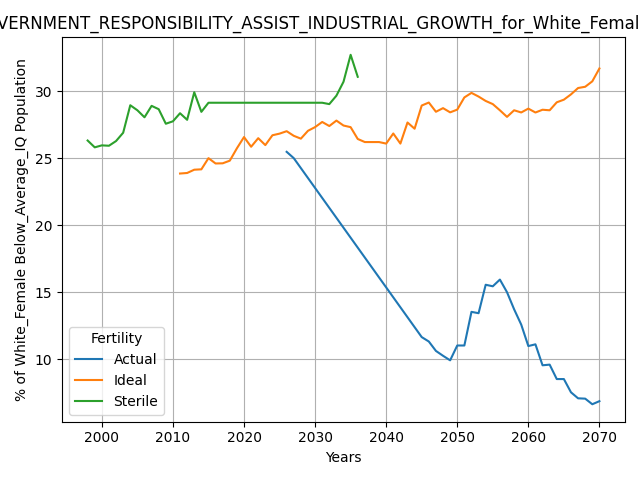 VERNMENT_RESPONSIBILITY_ASSIST_INDUSTRIAL_GROWTH_for_White_Femal
% of White_Female Below_Average_IQ Population
30
25
20
15
10
Fertility
Actual
Ideal
Sterile
2000 2010 2020 2030 2040 2050 2060 2070
Years